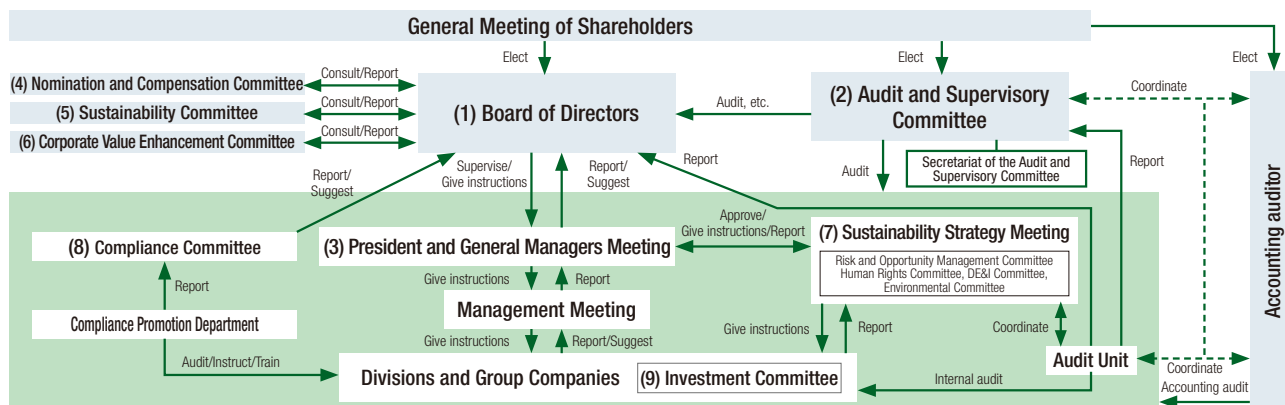 General Meeting of Shareholders
Elect
Elect
Elect
(4) Nomination and Compensation Committee
Consult/Report
(5) Sustainability Committee
Consult/Report
(6) Corporate Value Enhancement Committee
Consult/Report
(1) Board of Directors
Audit, etc.
(2) Audit and Supervisory
Committee
Coordinate
Secretariat of the Audit and
Supervisory Committee
Report/
Suggest
Supervise/
Give instructions
Report/
Suggest
Report
Audit
Report
Accounting auditor
(8) Compliance Committee
(3) President and General Managers Meeting
Approve/
Give instructions/Report
(7) Sustainability Strategy Meeting
Risk and Opportunity Management Committee
Human Rights Committee, DE&I Committee,
Environmental Committee
Report
Give instructions
Report
Compliance Promotion Department
Management Meeting
Give instructions
Report
Coordinate
Give instructions
Report/Suggest
Audit/Instruct/Train
Divisions and Group Companies
(9) Investment Committee
Internal audit
Audit Unit
Coordinate
Accounting audit